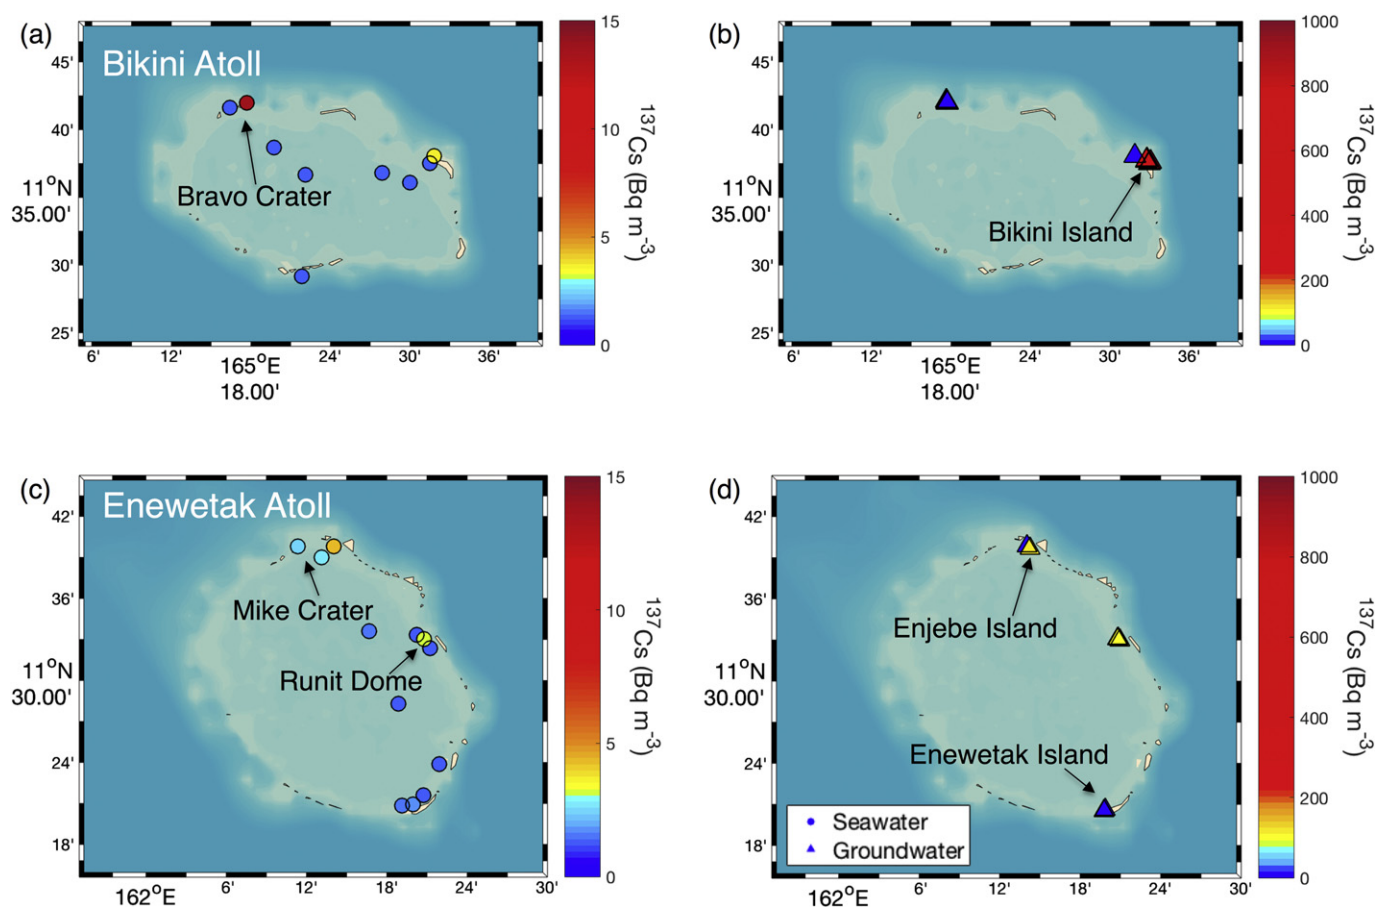 (a)
Bikini Atoll
45'
40'
11°N
35.00'
30'
25'
Bravo Crater
6'
12'
165°E
18.00'
24'
30'
36'
15
10
5
0
137Cs (Bq m-3)
(b)
45'
40'
11°N
35.00'
30'
25'
Bikini Island
6'
12'
165°E
18.00'
24'
30'
36'
1000
800
600
400
200
0
137Cs (Bq m-3)
(c)
Enewetak Atoll
42'
36'
11°N
30.00'
24'
18'
Mike Crater
Runit Dome
162°E
6'
12'
18'
24'
30'
15
10
5
0
137Cs (Bq m-3)
(d)
42'
36'
11°N
30.00'
24'
18'
Enjebe Island
Enewetak Island
Seawater
Groundwater
162°E
6'
12'
18'
24'
30'
1000
800
600
400
200
0
137Cs (Bq m-3)